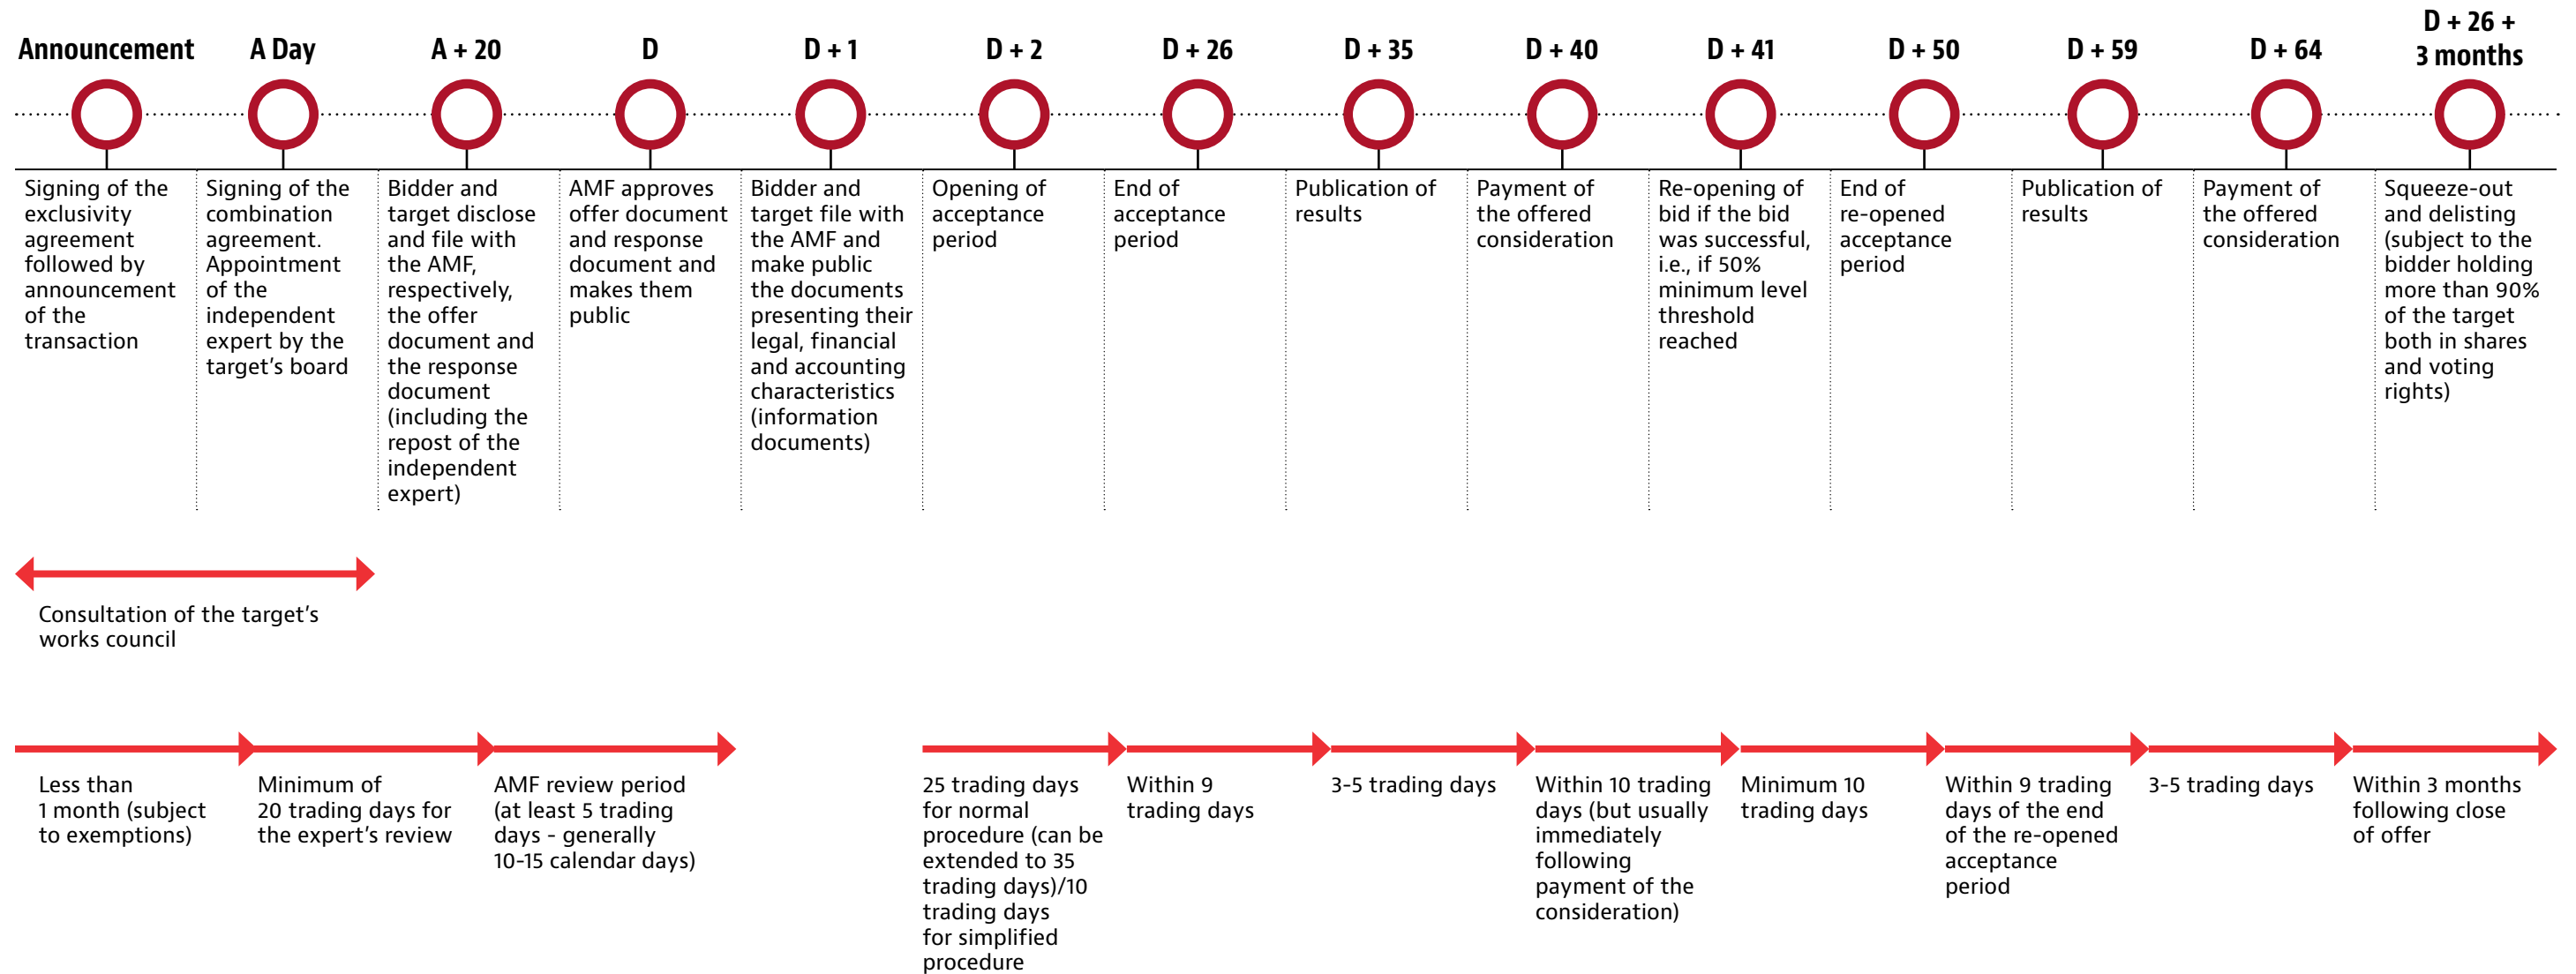 Announcement
A Day
A + 20
D
D + 1
D + 2
D + 26
D + 35
D + 40
D + 41
D + 50
D + 59
D + 64
D + 26 +
3 months
Signing of the
exclusivity
agreement
followed by
announcement
of the
transaction
Signing of the
combination
agreement.
Appointment
of the
independent
expert by the
target's board
Bidder and
target disclose
and file with
the AMF,
respectively,
the offer
document and
the response
document
(including the
repost of the
independent
expert)
AMF approves
offer document
and response
document and
makes them
public
Bidder and
target file with
the AMF and
make public
the documents
presenting their
legal, financial
and accounting
characteristics
(information
documents)
Opening of
acceptance
period
End of
acceptance
period
Publication of
results
Payment of
the offered
consideration
Re-opening of
bid if the bid
was successful,
i.e., if 50%
minimum level
threshold
reached
End of
re-opened
acceptance
period
Publication of
results
Payment of
the offered
consideration
Squeeze-out
and delisting
(subject to the
bidder holding
more than 90%
of the target
both in shares
and voting
rights)
Consultation of the target's
works council
Less than
1 month (subject
to exemptions)
Minimum of
20 trading days for
the expert's review
AMF review period
(at least 5 trading
days - generally
10-15 calendar days)
25 trading days
for normal
procedure (can be
extended to 35
trading days)/10
trading days
for simplified
procedure
Within 9
trading days
3-5 trading days
Within 10 trading
days (but usually
immediately
following
payment of the
consideration)
Minimum 10
trading days
Within 9 trading
days of the end
of the re-opened
acceptance
period
3-5 trading days
Within 3 months
following close
of offer